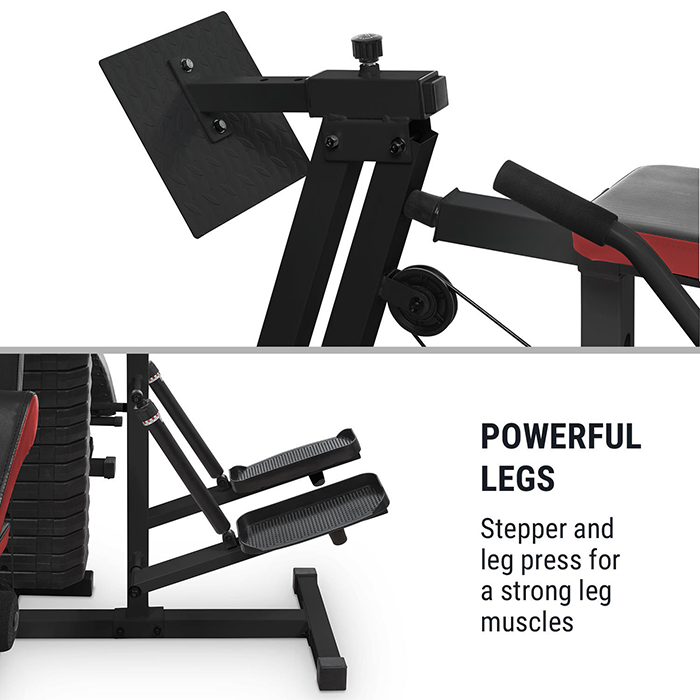 POWERFUL
LEGS
Stepper and
leg press for
a strong leg
muscles